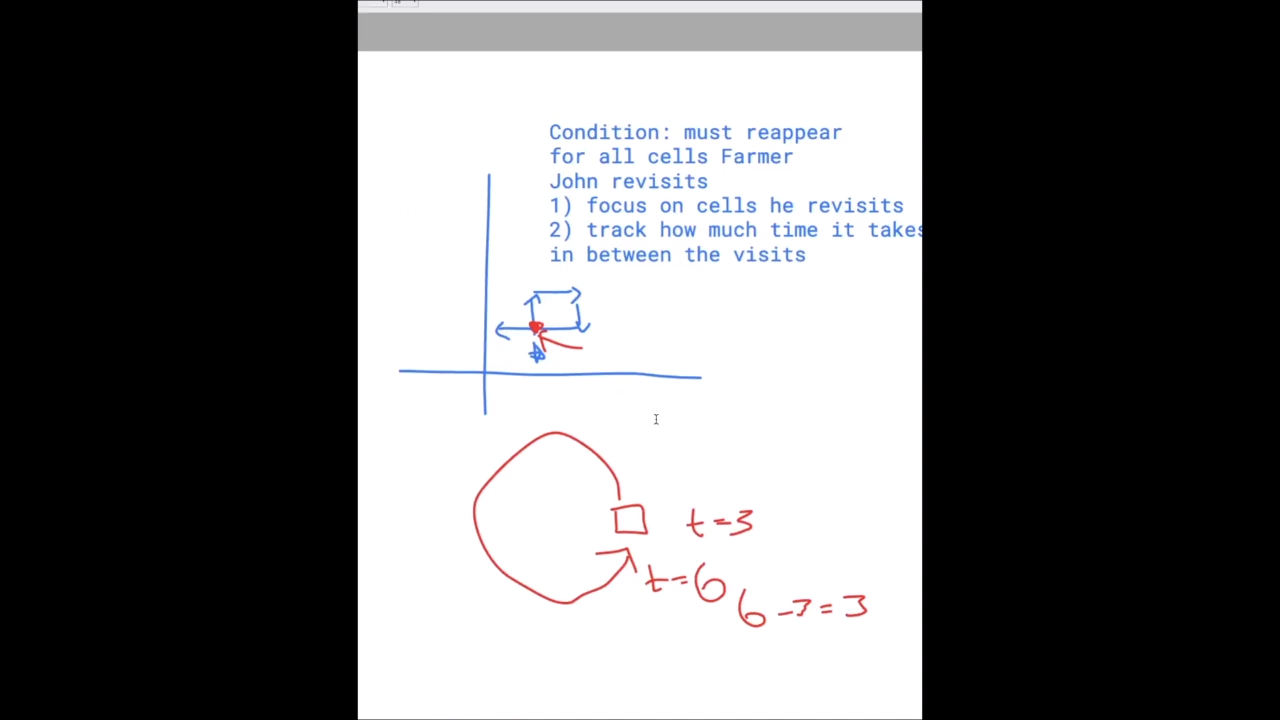 Condition: must reappear
for all cells Farmer
John revisits
1) focus on cells he revisits
2) track how much time it takes
in between the visits
t=3
t=6
6-3=3